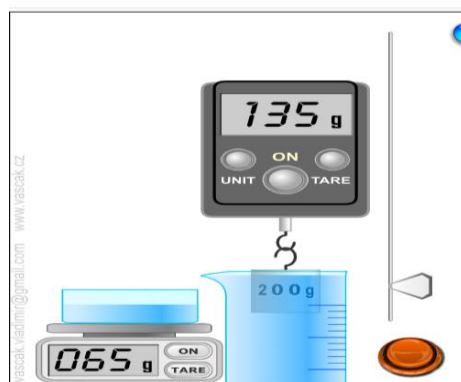 135 g
ON
UNIT TARE
200g
065 g
ON
TARE
vascak.vladimir@gmail.com www.vascak.cz